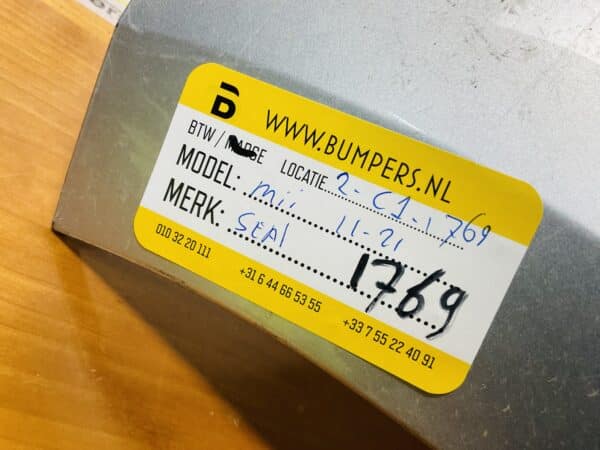 B
WWW.BUMPERS.NL
BTW / MARGE LOCATIE 2-C1-1769
MODEL: mii 11-21
MERK: SEAT
1769
010 32 20 111 +31 6 44 66 53 55 +33 7 55 22 40 91